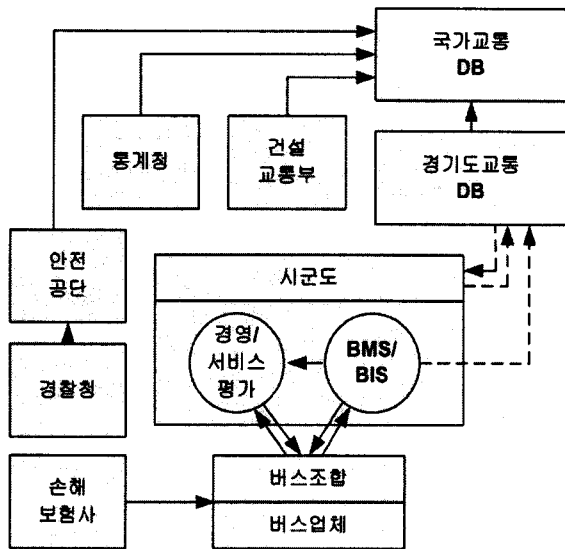 국가교통
DB
통계청
건설
교통부
경기도교통
DB
안전
공단
시군도
경영/
서비스
평가
BMS/
BIS
경찰청
손해
보험사
버스조합
버스업체